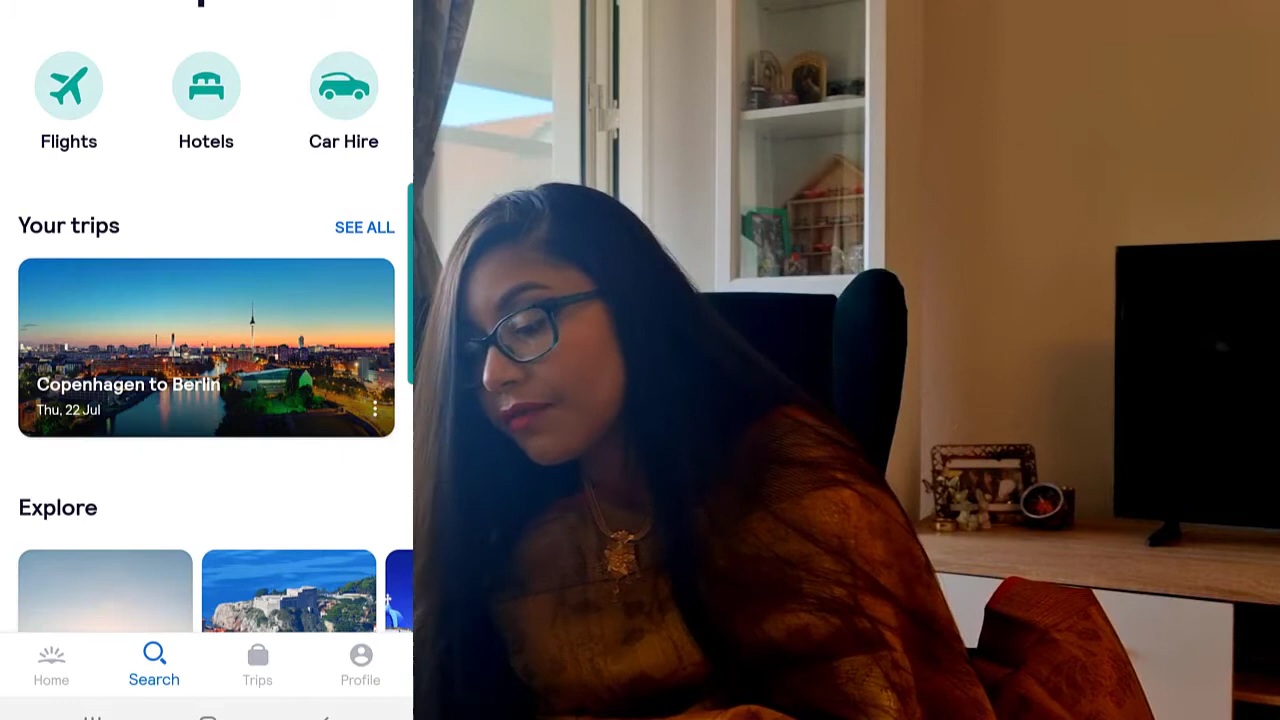 Flights
Hotels
Car Hire
Your trips
SEE ALL
Copenhagen to Berlin
Thu, 22 Jul
Explore
Home
Search
Trips
Profile